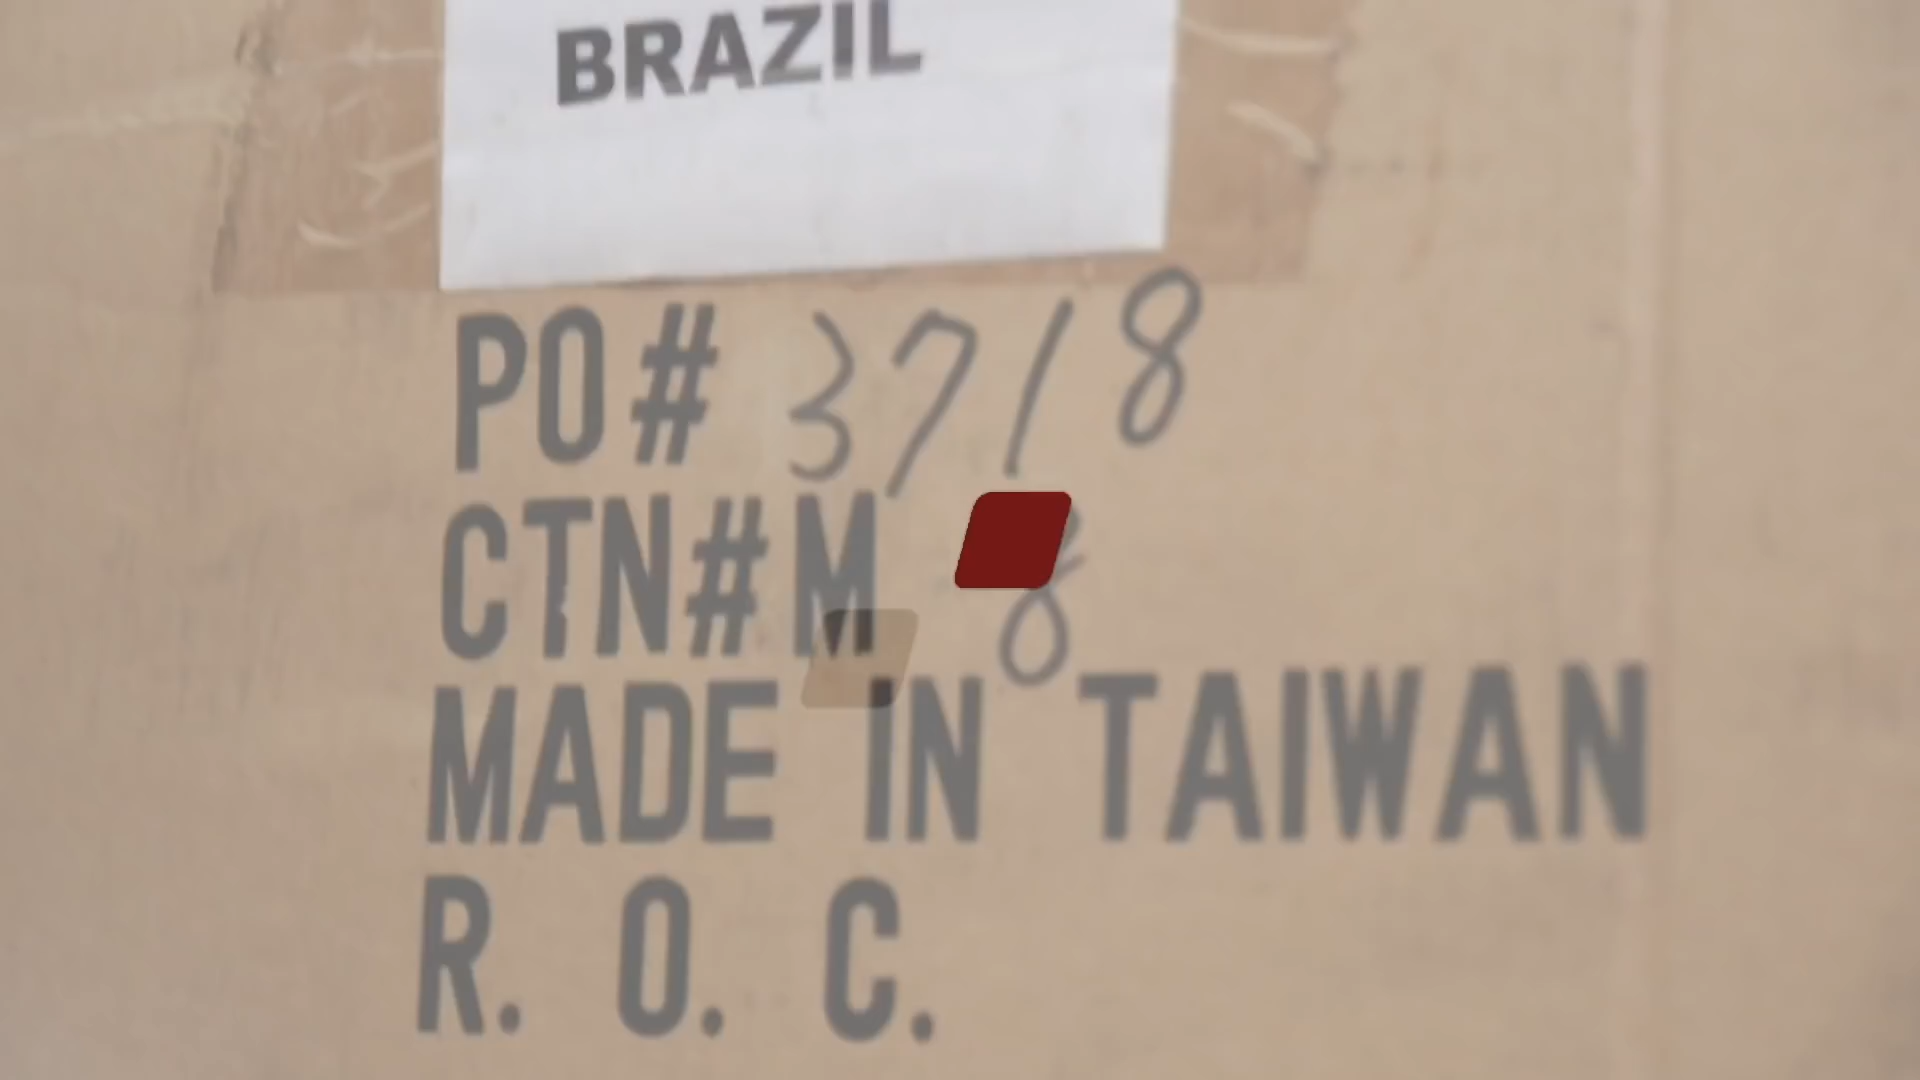 BRAZIL
PO# 3718
CTN#M
MADE IN TAIWAN
R. O. C.